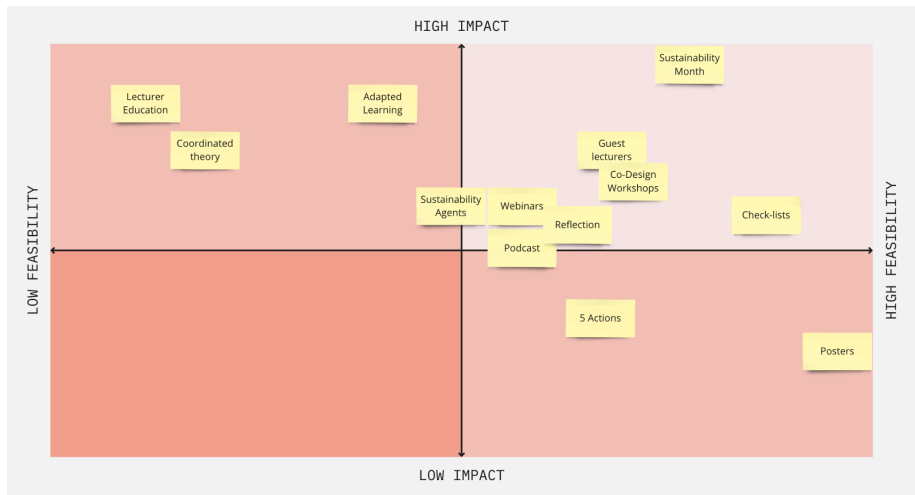 HIGH IMPACT
Sustainability
Month
Lecturer
Education
Adapted
Learning
Coordinated
theory
Guest
lecturers
Co-Design
Workshops
Sustainability
Agents
Webinars
Reflection
Check-lists
Podcast
LOW FEASIBILITY
HIGH FEASIBILITY
5 Actions
Posters
LOW IMPACT